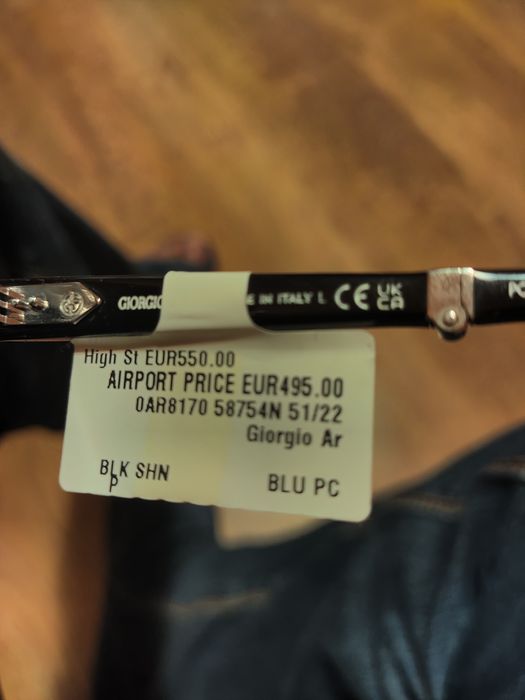 GIORGIO
E IN ITALY
CE UK
CA
High St EUR550.00
AIRPORT PRICE EUR495.00
0AR8170 58754N 51/22
Giorgio Ar
BLK SHN
P
BLU PC